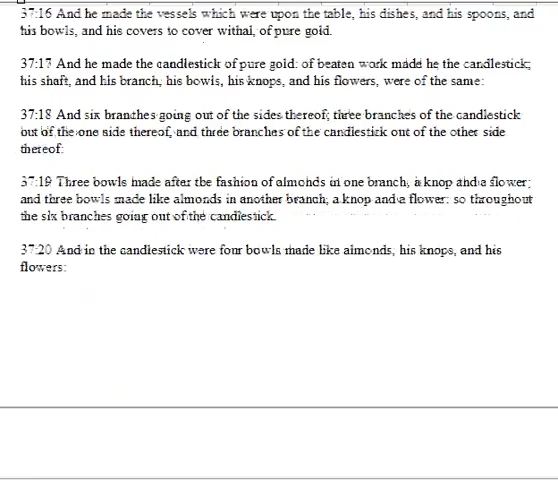 37:16 And he made the vessels which were upon the table, his dishes, and his spoons, and
his bowls, and his covers to cover withal, of pure gold.
37:17 And he made the candlestick of pure gold: of beaten work made he the candlestick;
his shaft, and his branch, his bowls, his knops, and his flowers, were of the same:
37:18 And six branches going out of the sides thereof; three branches of the candlestick
out of the one side thereof, and three branches of the candlestick out of the other side
thereof:
37:19 Three bowls made after the fashion of almonds in one branch, a knop and a flower;
and three bowls made like almonds in another branch, a knop and a flower: so throughout
the six branches going out of the candlestick.
37:20 And in the candlestick were four bowls made like almonds, his knops, and his
flowers: